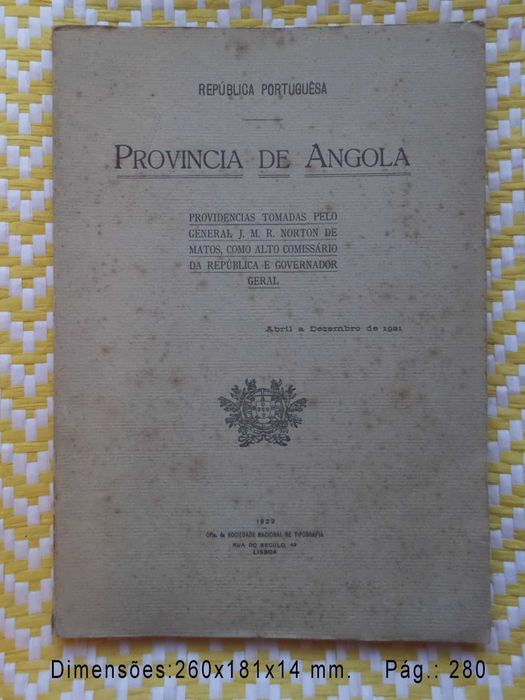 REPÚBLICA PORTUGUÊSA
PROVINCIA DE ANGOLA
PROVIDENCIAS TOMADAS PELO
GENERAL J. M. R. NORTON DE
MATOS, COMO ALTO COMISSÁRIO
DA REPÚBLICA E GOVERNADOR
GERAL
Abril a Dezembro de 1921
1922
Ofis. da SOCIEDADE NACIONAL DE TIPOGRAFIA
RUA DO SECULO, 49
LISBOA
Dimensões:260x181x14 mm. Pág.: 280